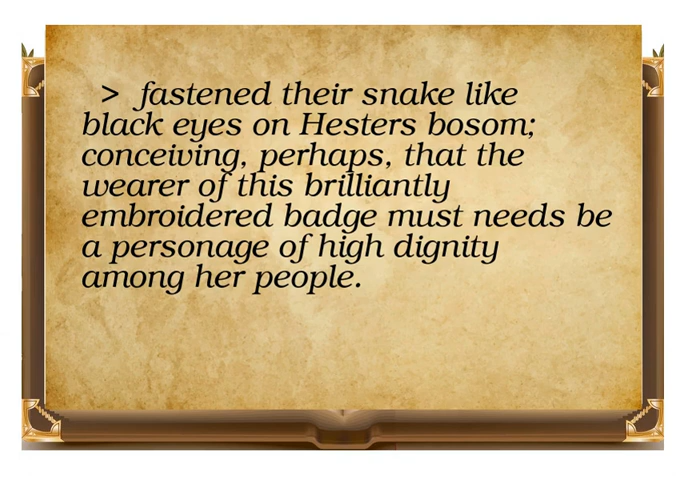 > fastened their snake like
black eyes on Hesters bosom;
conceiving, perhaps, that the
wearer of this brilliantly
embroidered badge must needs be
a personage of high dignity
among her people.